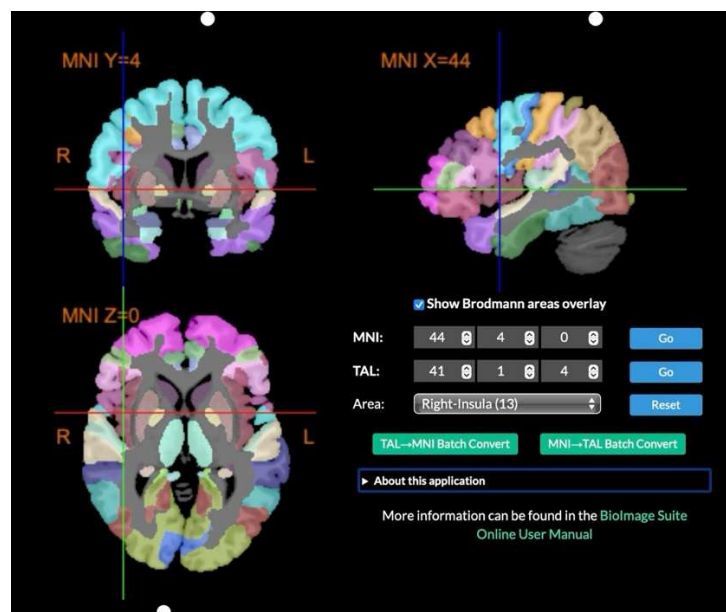 MNI Y=4
R
L
MNI X=44
MNI Z=0
R
L
Show Brodmann areas overlay
MNI: 44 4 0 Go
TAL: 41 1 4 Go
Area: Right-Insula (13) Reset
TAL→MNI Batch Convert MNI→TAL Batch Convert
About this application
More information can be found in the BioImage Suite
Online User Manual